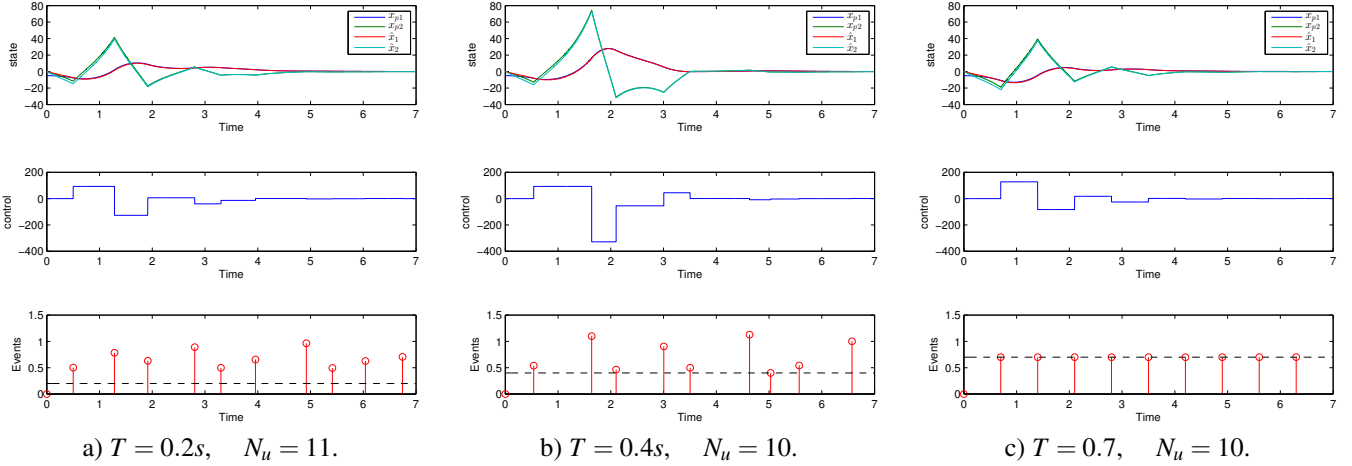 80
60
40
20
0
−20
−40
state
x_{p1}
x_{p2}
x̂_1
x̂_2
0 1 2 3 4 5 6 7
Time
200
0
−200
−400
control
0 1 2 3 4 5 6 7
Time
1.5
1
0.5
0
Events
0 1 2 3 4 5 6 7
Time
a) T = 0.2s, N_u = 11.
80
60
40
20
0
−20
−40
state
x_{p1}
x_{p2}
x̂_1
x̂_2
0 1 2 3 4 5 6 7
Time
200
0
−200
−400
control
0 1 2 3 4 5 6 7
Time
1.5
1
0.5
0
Events
0 1 2 3 4 5 6 7
Time
b) T = 0.4s, N_u = 10.
80
60
40
20
0
−20
−40
state
x_{p1}
x_{p2}
x̂_1
x̂_2
0 1 2 3 4 5 6 7
Time
200
0
−200
−400
control
0 1 2 3 4 5 6 7
Time
1.5
1
0.5
0
Events
0 1 2 3 4 5 6 7
Time
c) T = 0.7, N_u = 10.